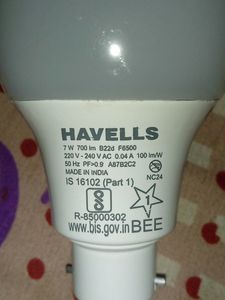 HAVELLS
7 W 700 lm B22d F6500
220 V - 240 V AC 0.04 A 100 lm/W
50 Hz PF>0.9 A87B2C2
MADE IN INDIA
NC24
IS 16102 (Part 1)
1
R-85000302
www.bis.gov.in BEE